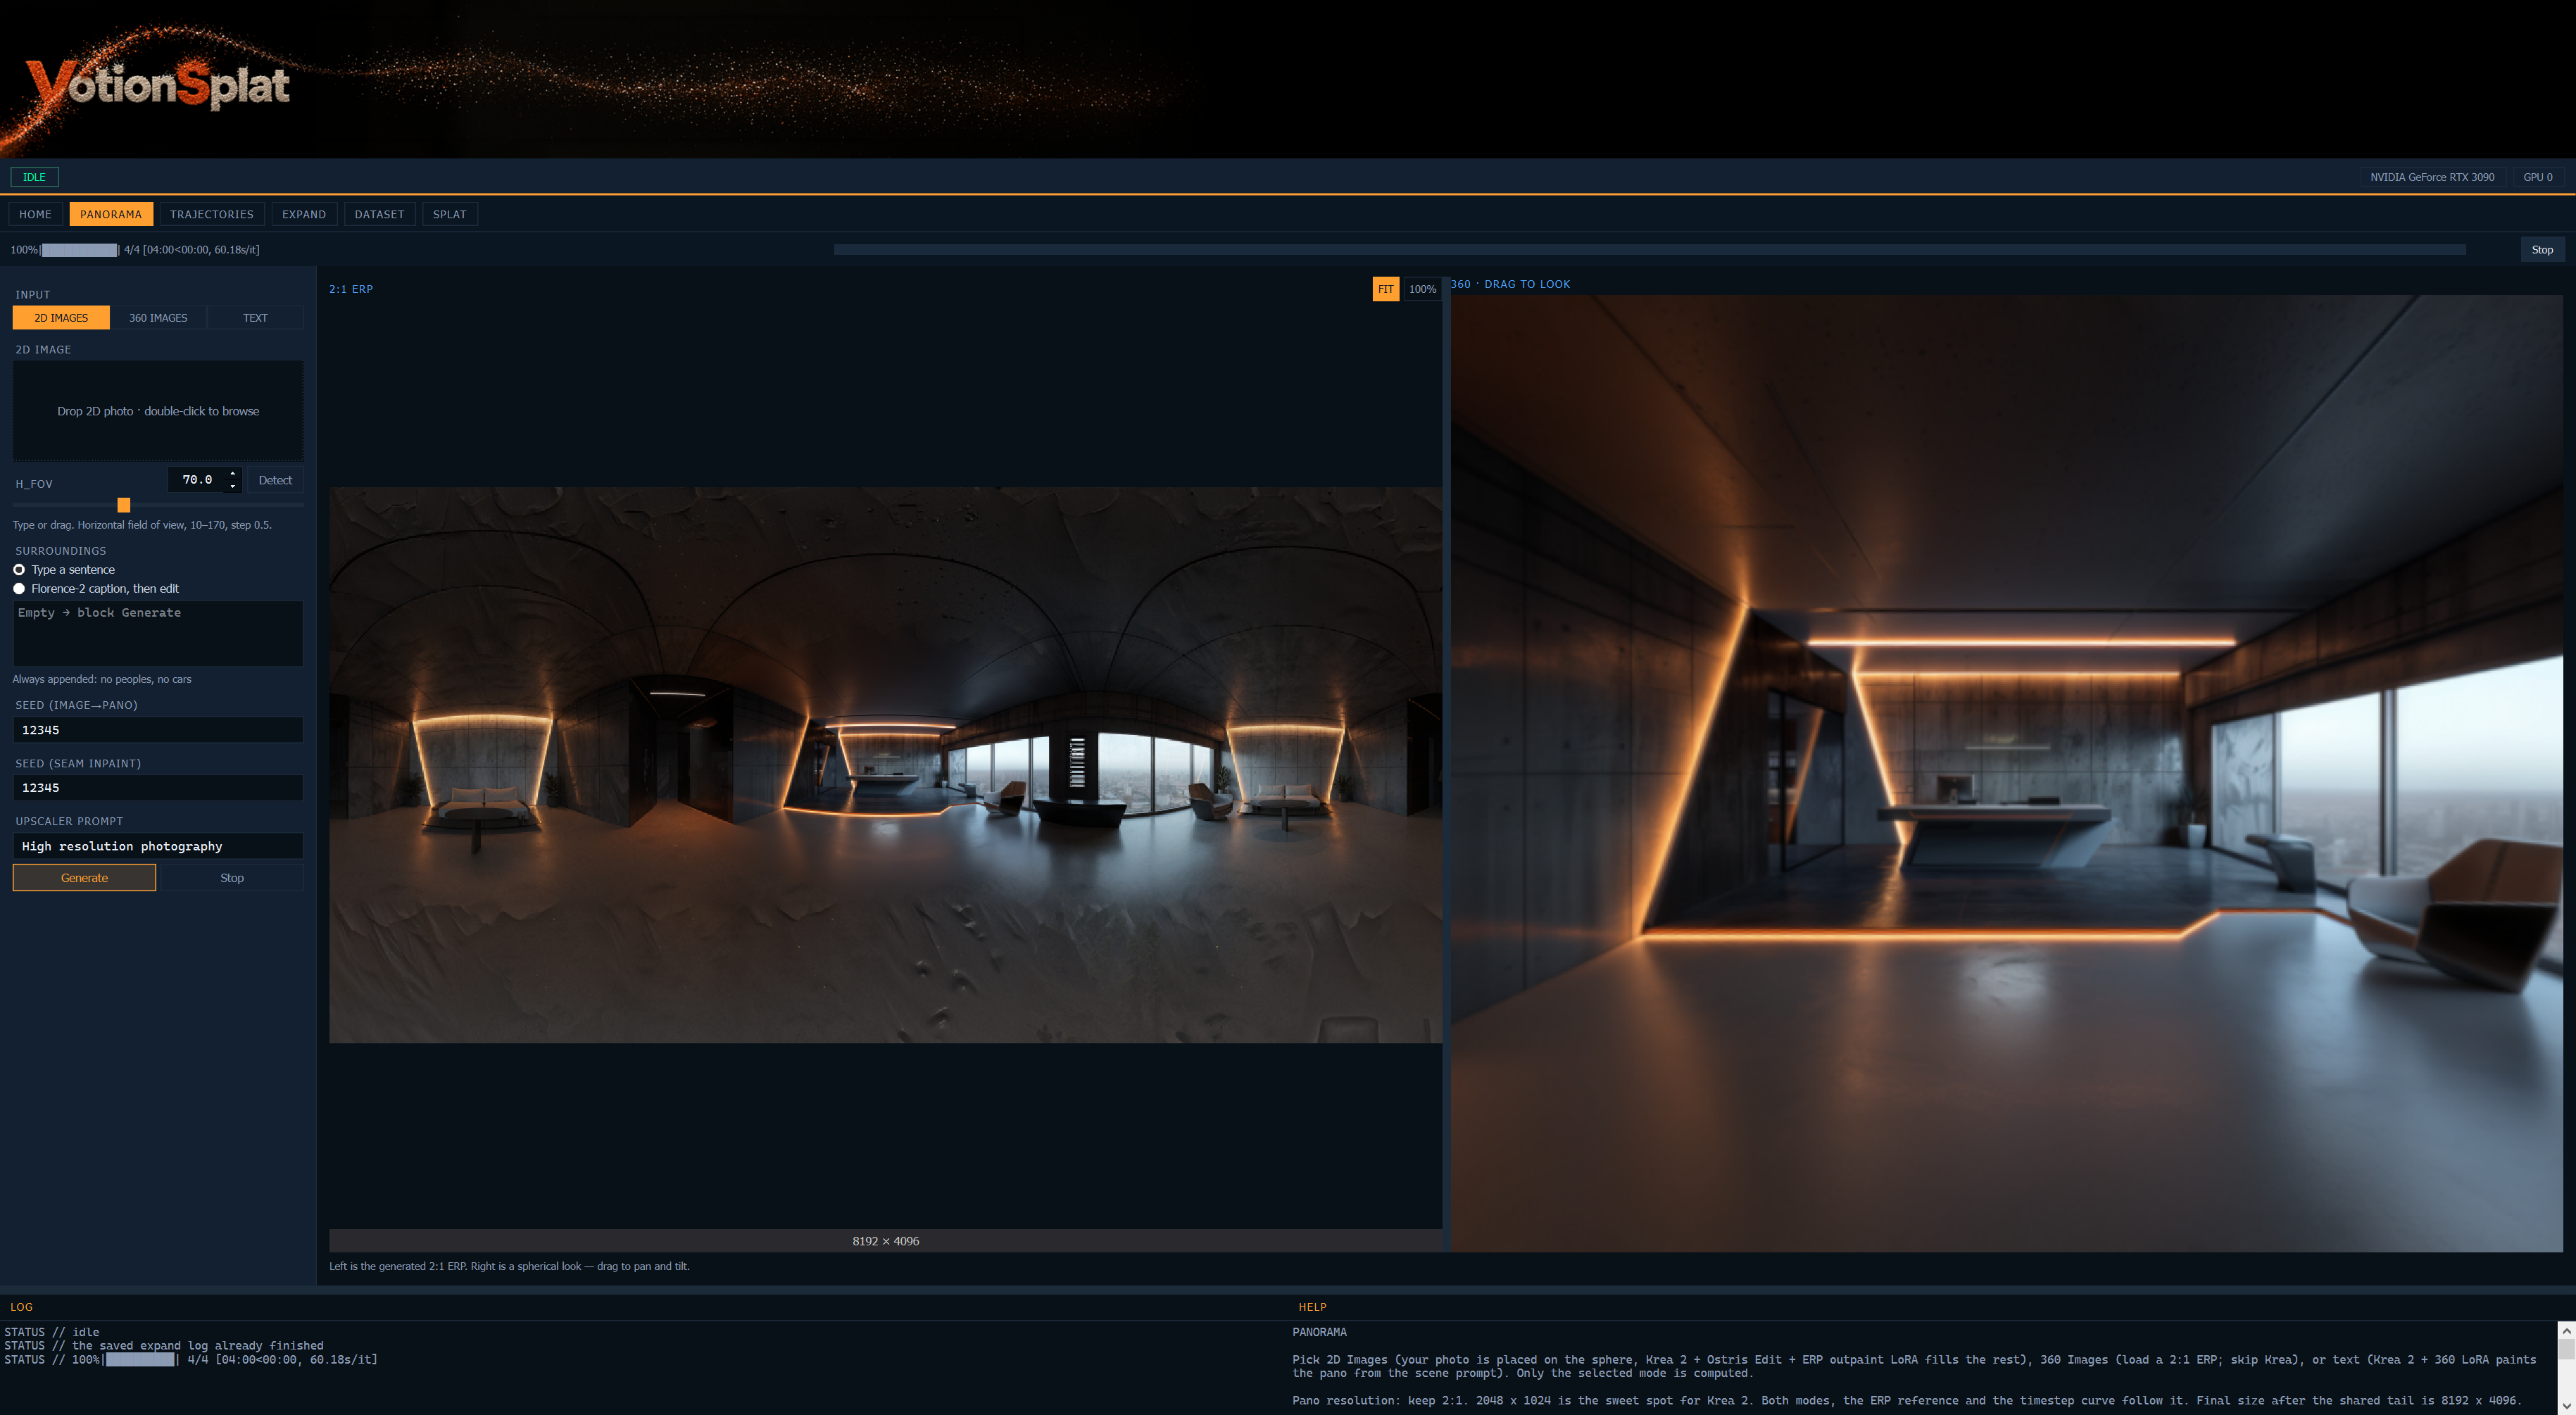 VotionSplat
IDLE
NVIDIA GeForce RTX 3090
GPU 0
HOME
PANORAMA
TRAJECTORIES
EXPAND
DATASET
SPLAT
100%| | 4/4 [04:00<00:00, 60.18s/it]
Stop
INPUT
2D IMAGES
360 IMAGES
TEXT
2D IMAGE
Drop 2D photo · double-click to browse
H_FOV
70.0
Detect
Type or drag. Horizontal field of view, 10–170, step 0.5.
SURROUNDINGS
Type a sentence
Florence-2 caption, then edit
Empty → block Generate
Always appended: no peoples, no cars
SEED (IMAGE→PANO)
12345
SEED (SEAM INPAINT)
12345
UPSCALER PROMPT
High resolution photography
Generate
Stop
2:1 ERP
FIT
100%
8192 × 4096
Left is the generated 2:1 ERP. Right is a spherical look — drag to pan and tilt.
360 · DRAG TO LOOK
LOG
STATUS // idle
STATUS // the saved expand log already finished
STATUS // 100%| | 4/4 [04:00<00:00, 60.18s/it]
HELP
PANORAMA
Pick 2D Images (your photo is placed on the sphere, Krea 2 + Ostris Edit + ERP outpaint LoRA fills the rest), 360 Images (load a 2:1 ERP; skip Krea), or text (Krea 2 + 360 LoRA paints
the pano from the scene prompt). Only the selected mode is computed.
Pano resolution: keep 2:1. 2048 x 1024 is the sweet spot for Krea 2. Both modes, the ERP reference and the timestep curve follow it. Final size after the shared tail is 8192 x 4096.